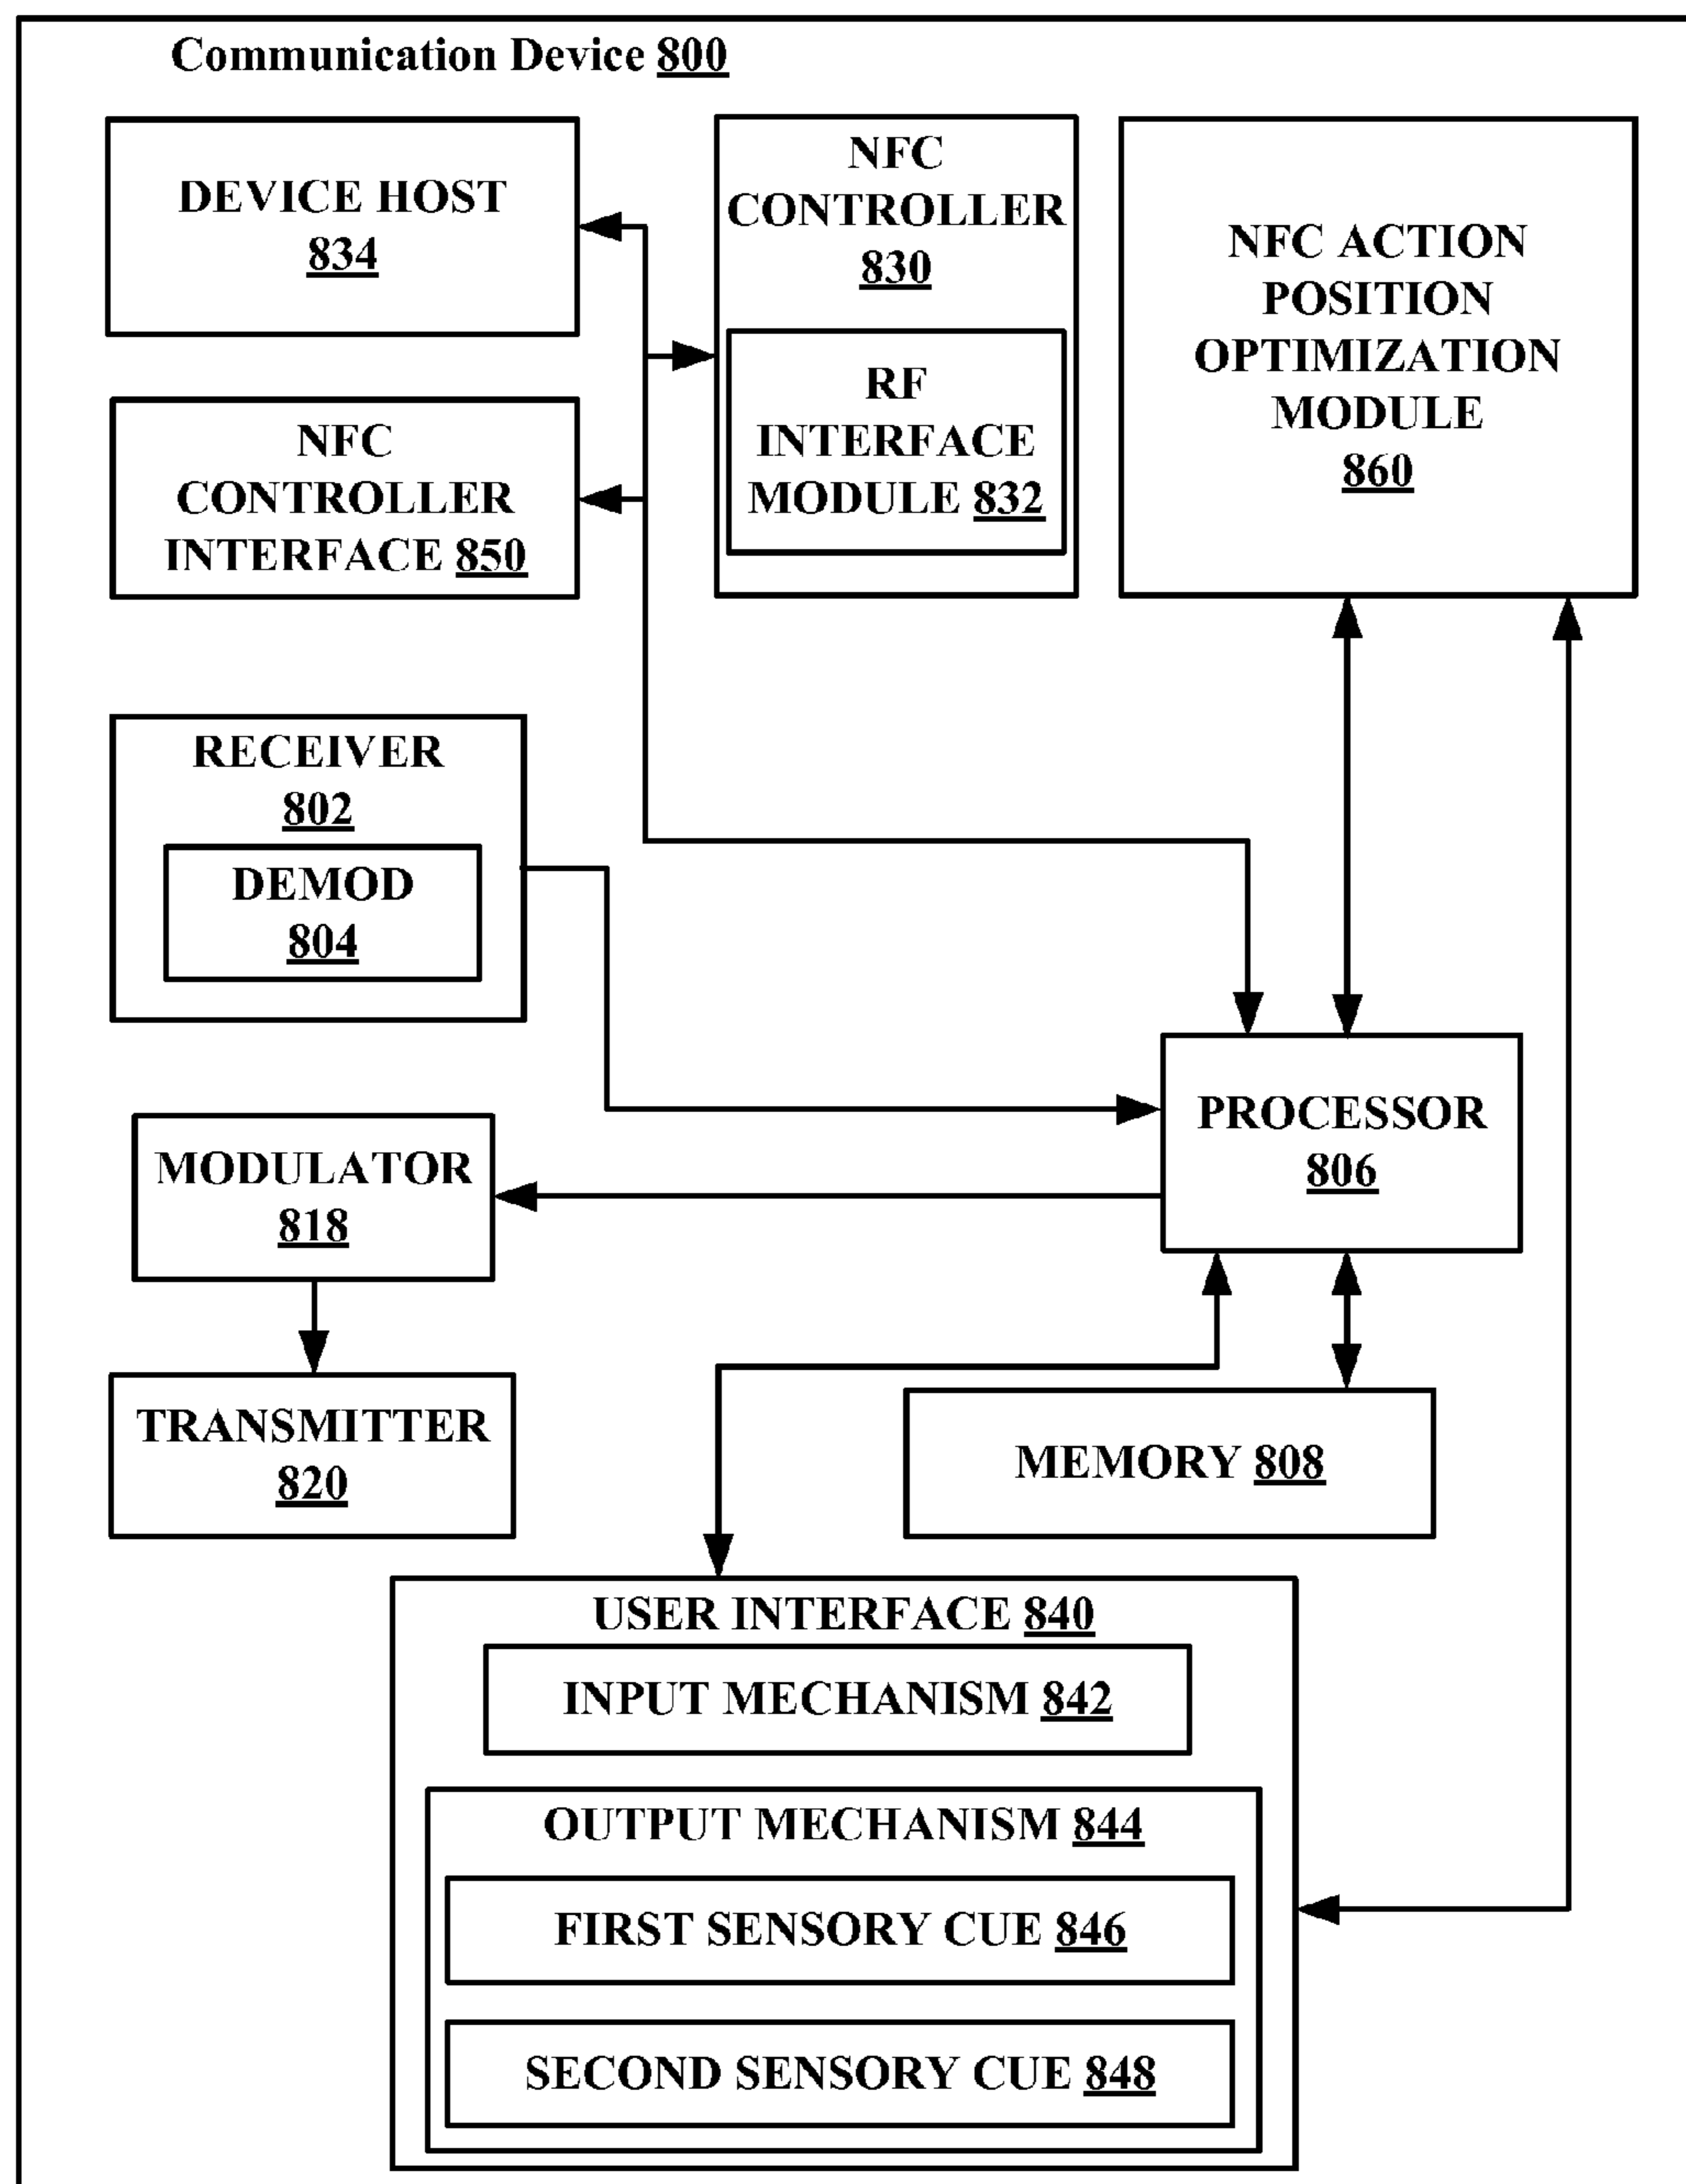 Communication Device 800
DEVICE HOST
834
NFC
CONTROLLER
830
RF
INTERFACE
MODULE 832
NFC ACTION
POSITION
OPTIMIZATION
MODULE
860
NFC
CONTROLLER
INTERFACE 850
RECEIVER
802
DEMOD
804
PROCESSOR
806
MODULATOR
818
TRANSMITTER
820
MEMORY 808
USER INTERFACE 840
INPUT MECHANISM 842
OUTPUT MECHANISM 844
FIRST SENSORY CUE 846
SECOND SENSORY CUE 848